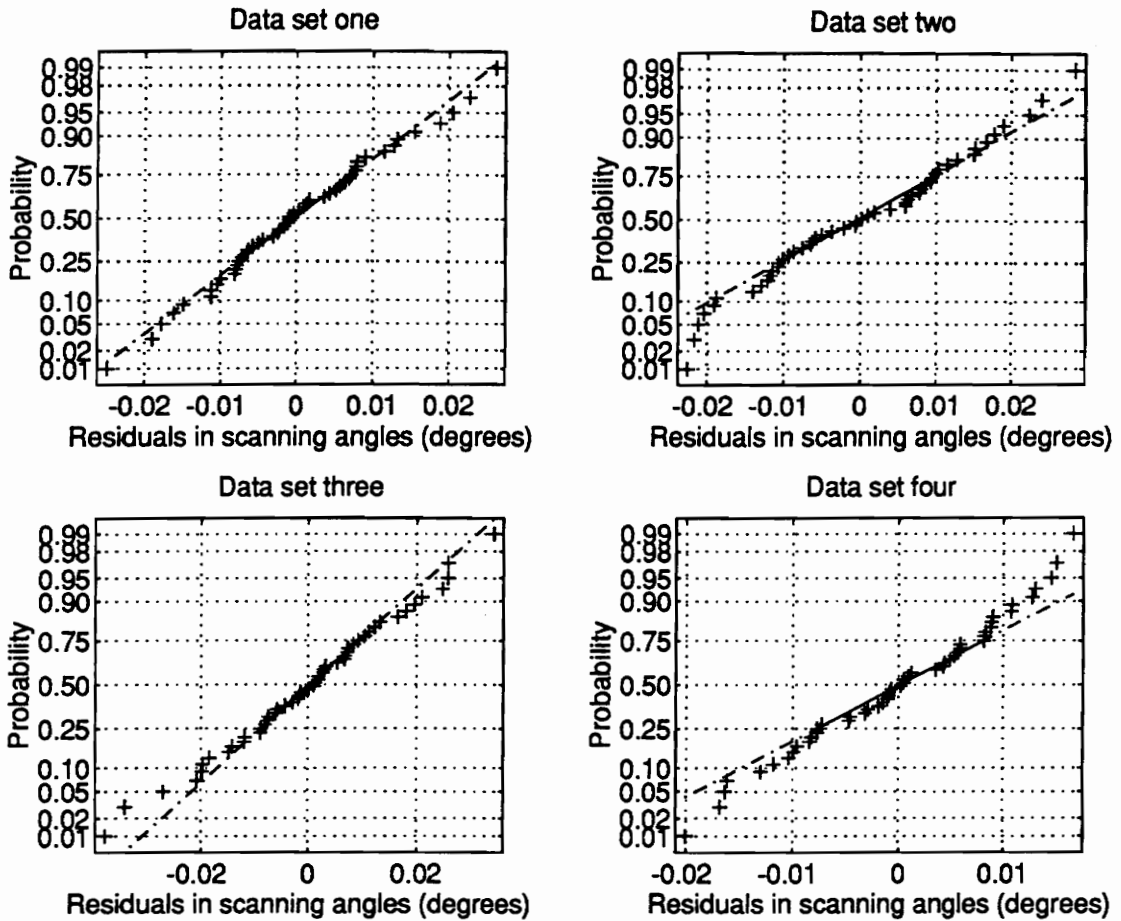 Data set one
0.99
0.98
0.95
0.90
0.75
0.50
0.25
0.10
0.05
0.02
0.01
Probability
-0.02 -0.01 0 0.01 0.02
Residuals in scanning angles (degrees)
Data set two
0.99
0.98
0.95
0.90
0.75
0.50
0.25
0.10
0.05
0.02
0.01
Probability
-0.02 -0.01 0 0.01 0.02
Residuals in scanning angles (degrees)
Data set three
0.99
0.98
0.95
0.90
0.75
0.50
0.25
0.10
0.05
0.02
0.01
Probability
-0.02 0 0.02
Residuals in scanning angles (degrees)
Data set four
0.99
0.98
0.95
0.90
0.75
0.50
0.25
0.10
0.05
0.02
0.01
Probability
-0.02 -0.01 0 0.01
Residuals in scanning angles (degrees)